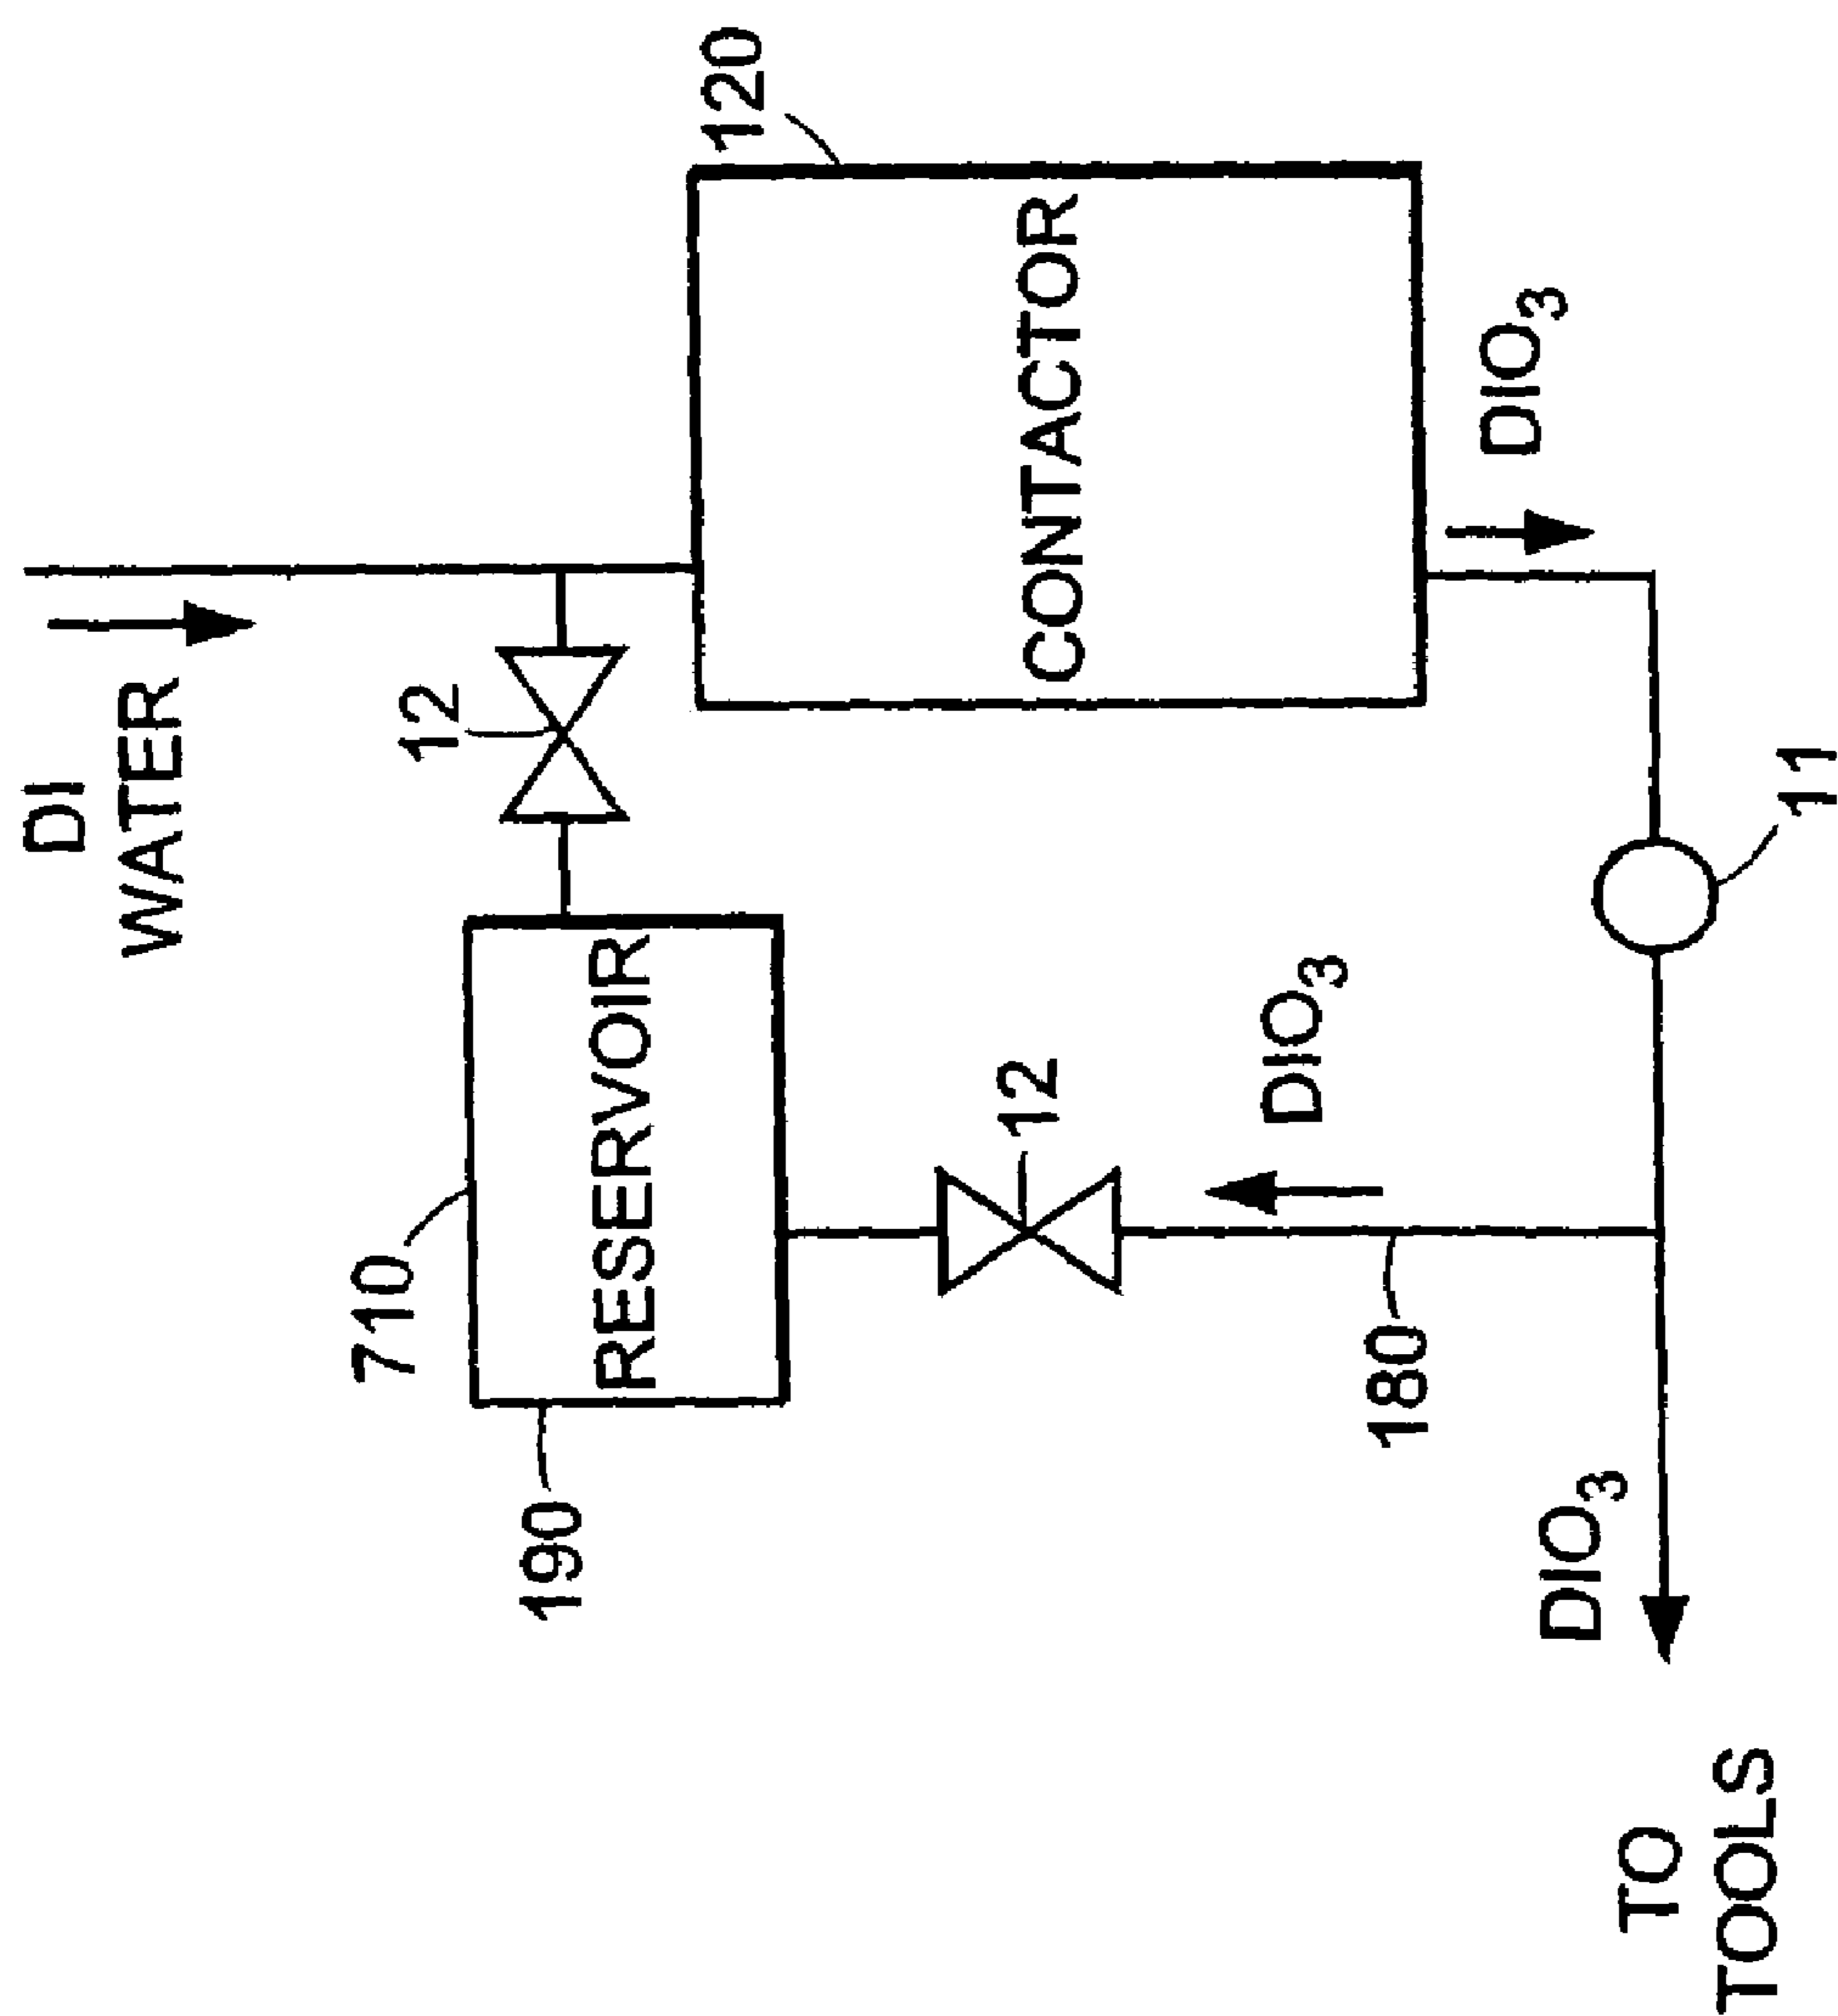 DI
WATER
12
120
CONTACTOR
710
RESERVOIR
190
12
DIO₃
180
DIO₃
11
DIO₃
TO
TOOLS